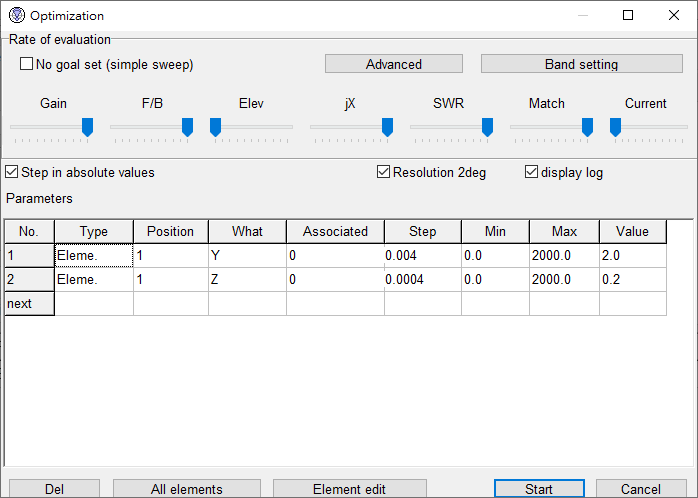 Optimization
Rate of evaluation
No goal set (simple sweep) Advanced Band setting
Gain F/B Elev jX SWR Match Current
Step in absolute values Resolution 2deg display log
Parameters
No. Type Position What Associated Step Min Max Value
1 Eleme. 1 Y 0 0.004 0.0 2000.0 2.0
2 Eleme. 1 Z 0 0.0004 0.0 2000.0 0.2
next
Del All elements Element edit Start Cancel